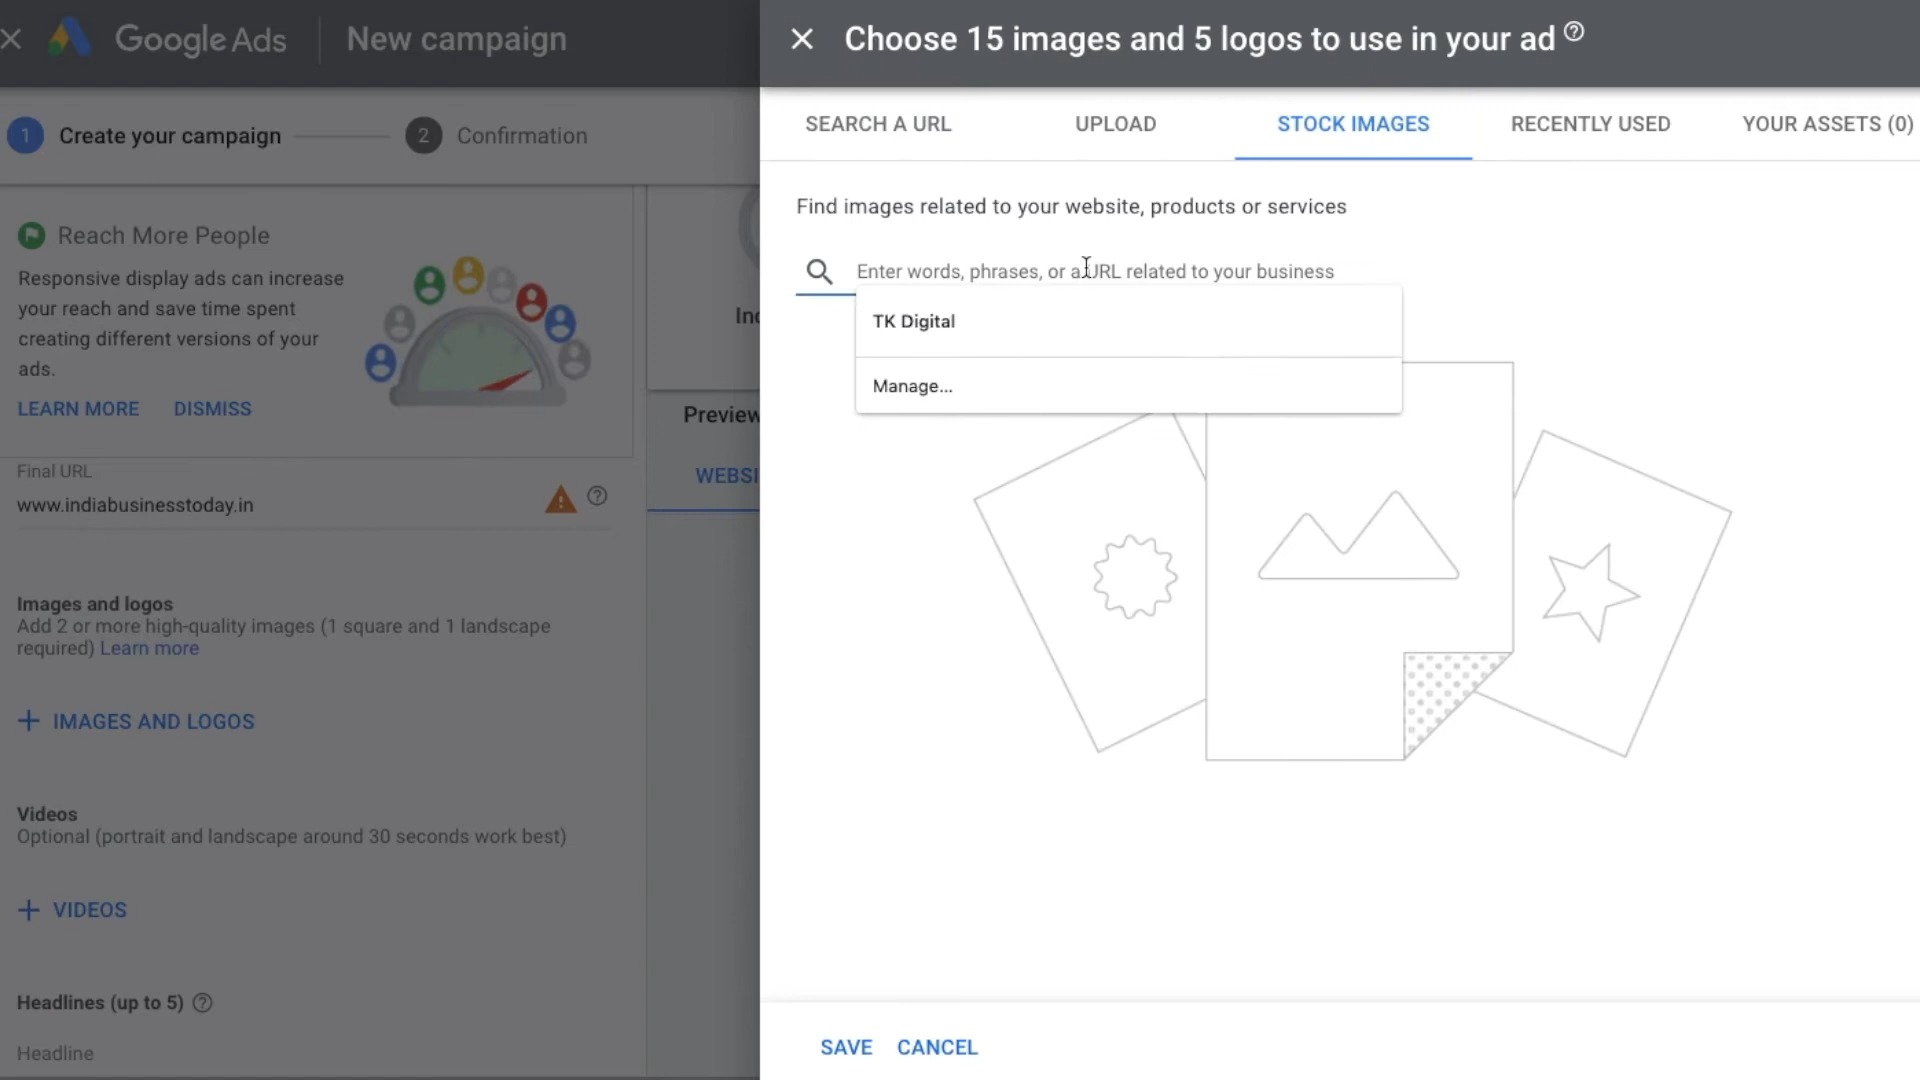 Google Ads
New campaign
1 Create your campaign
2 Confirmation
Reach More People
Responsive display ads can increase
your reach and save time spent
creating different versions of your
ads.
LEARN MORE DISMISS
Final URL
www.indiabusinesstoday.in
Images and logos
Add 2 or more high-quality images (1 square and 1 landscape
required) Learn more
+ IMAGES AND LOGOS
Videos
Optional (portrait and landscape around 30 seconds work best)
+ VIDEOS
Headlines (up to 5)
Headline
Preview
Choose 15 images and 5 logos to use in your ad
SEARCH A URL UPLOAD STOCK IMAGES RECENTLY USED YOUR ASSETS (0)
Find images related to your website, products or services
Enter words, phrases, or a URL related to your business
TK Digital
Manage...
SAVE CANCEL